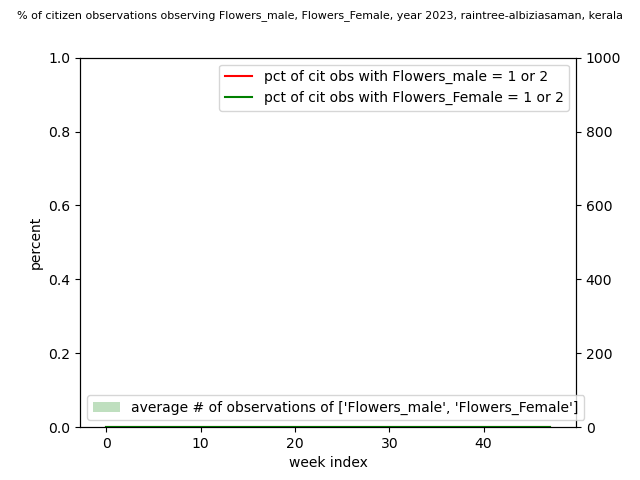 % of citizen observations observing Flowers_male, Flowers_Female, year 2023, raintree-albiziasaman, kerala
1.0
0.8
0.6
0.4
0.2
0.0
percent
pct of cit obs with Flowers_male = 1 or 2
pct of cit obs with Flowers_Female = 1 or 2
average # of observations of ['Flowers_male', 'Flowers_Female']
1000
800
600
400
200
0
0 10 20 30 40
week index